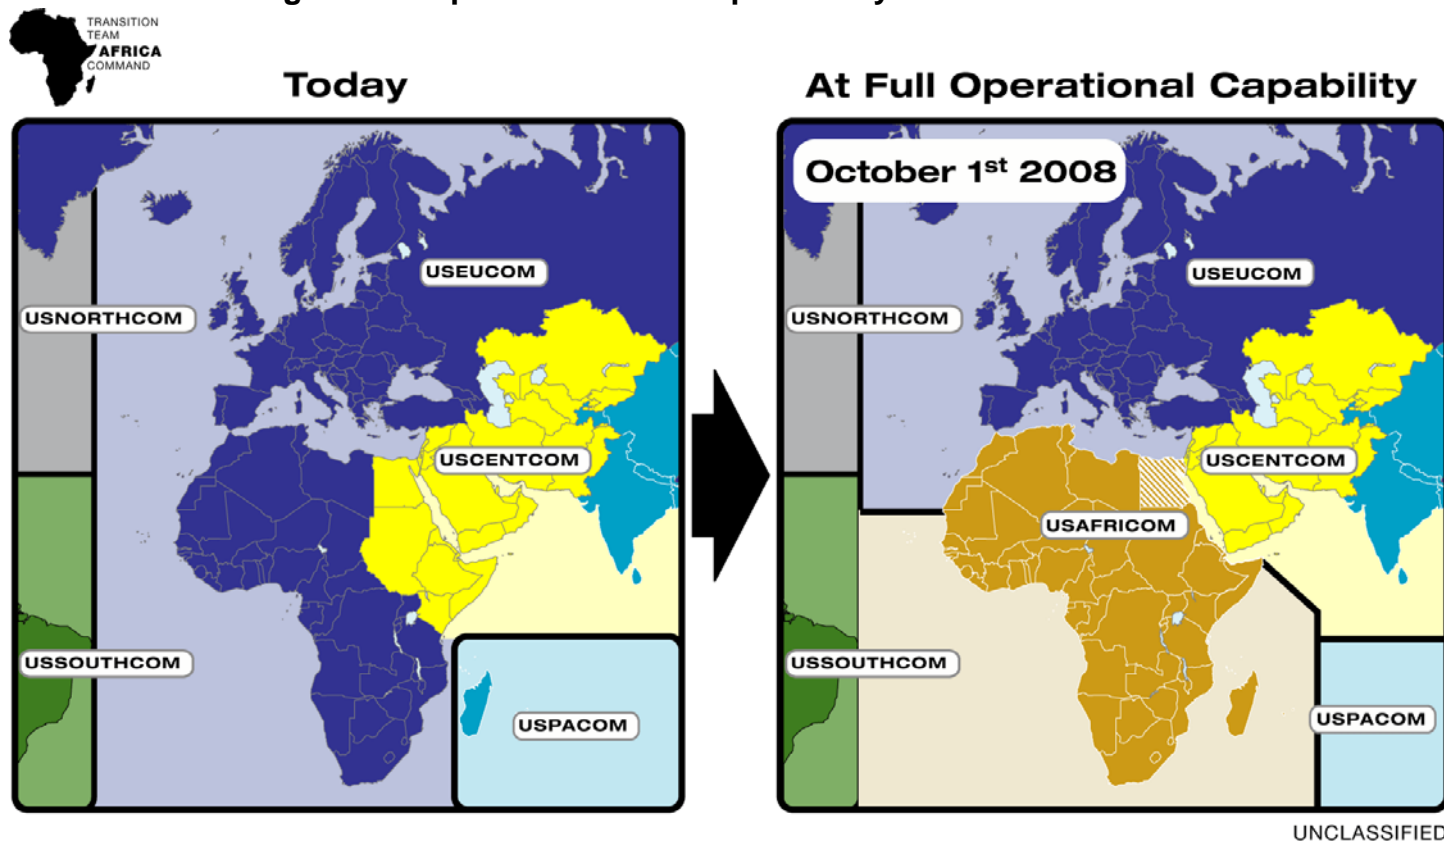 TRANSITION
TEAM
AFRICA
COMMAND
Today
USEUCOM
USNORTHCOM
USCENTCOM
USSOUTHCOM
USPACOM
At Full Operational Capability
October 1st 2008
USEUCOM
USNORTHCOM
USCENTCOM
USAFRICOM
USSOUTHCOM
USPACOM
UNCLASSIFIED